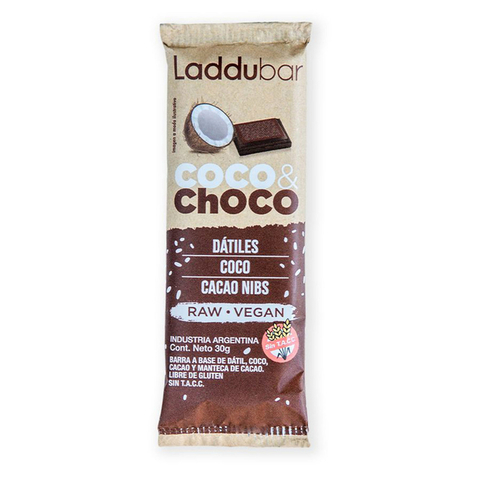 Laddubar
Imagen a modo ilustrativo
COCO &
CHOCO
DÁTILES
COCO
CACAO NIBS
RAW • VEGAN
INDUSTRIA ARGENTINA
Cont. Neto 30g
Sin T.A.C.C.
BARRA A BASE DE DÁTIL, COCO,
CACAO Y MANTECA DE CACAO.
LIBRE DE GLUTEN
SIN T.A.C.C.